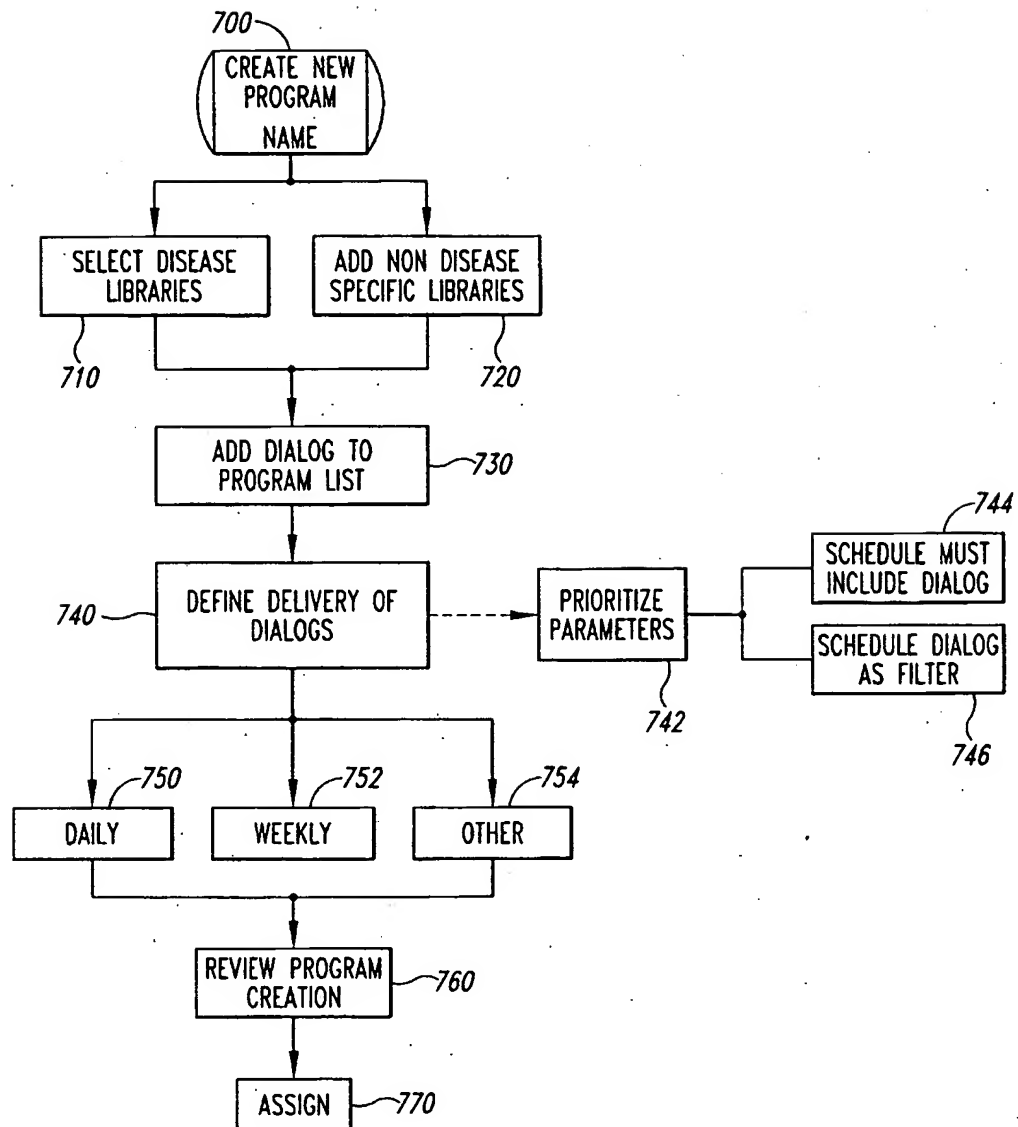 700
CREATE NEW
PROGRAM
NAME
SELECT DISEASE
LIBRARIES
710
ADD NON DISEASE
SPECIFIC LIBRARIES
720
ADD DIALOG TO
PROGRAM LIST
730
740
DEFINE DELIVERY OF
DIALOGS
PRIORITIZE
PARAMETERS
742
744
SCHEDULE MUST
INCLUDE DIALOG
SCHEDULE DIALOG
AS FILTER
746
750
DAILY
752
WEEKLY
754
OTHER
REVIEW PROGRAM
CREATION
760
ASSIGN
770